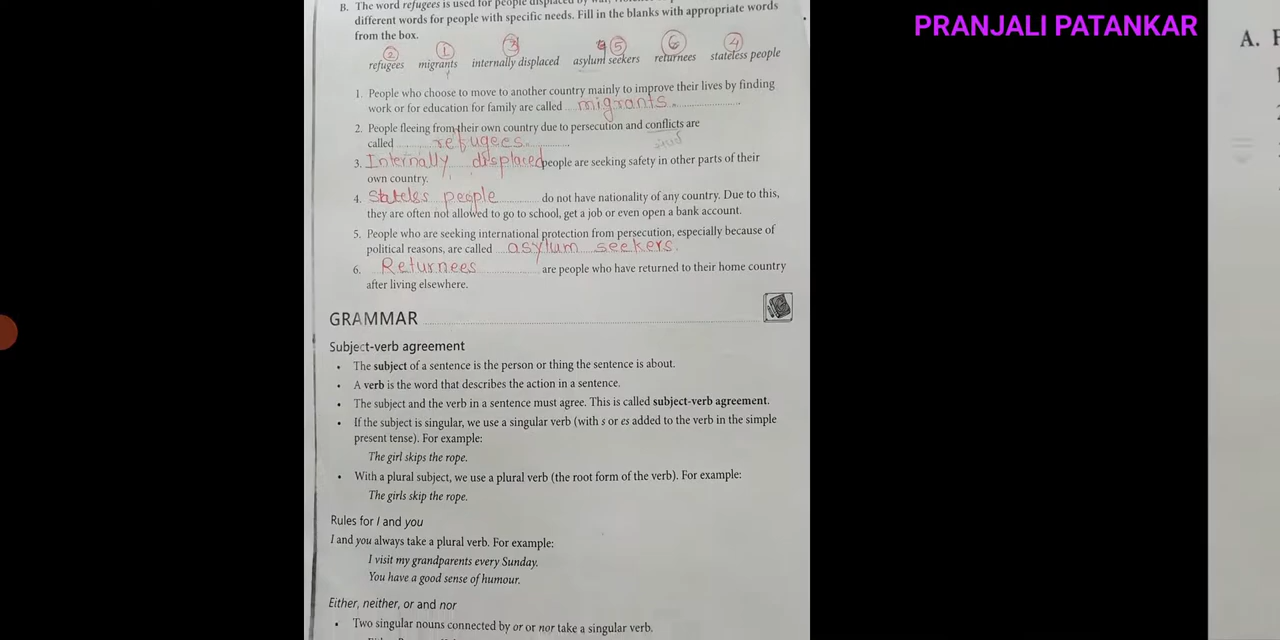 PRANJALI PATANKAR
B. The word refugees is used for people displaced by
different words for people with specific needs. Fill in the blanks with appropriate words
from the box.
2 1 3 5 6 4
refugees migrants internally displaced asylum seekers returnees stateless people
1. People who choose to move to another country mainly to improve their lives by finding
work or for education for family are called migrants.
2. People fleeing from their own country due to persecution and conflicts are
called refugees.
3. Internally displaced people are seeking safety in other parts of their
own country.
4. Stateles people do not have nationality of any country. Due to this,
they are often not allowed to go to school, get a job or even open a bank account.
5. People who are seeking international protection from persecution, especially because of
political reasons, are called asylum seekers.
6. Returnees are people who have returned to their home country
after living elsewhere.
GRAMMAR
Subject-verb agreement
• The subject of a sentence is the person or thing the sentence is about.
• A verb is the word that describes the action in a sentence.
• The subject and the verb in a sentence must agree. This is called subject-verb agreement.
• If the subject is singular, we use a singular verb (with s or es added to the verb in the simple
present tense). For example:
The girl skips the rope.
• With a plural subject, we use a plural verb (the root form of the verb). For example:
The girls skip the rope.
Rules for I and you
I and you always take a plural verb. For example:
I visit my grandparents every Sunday.
You have a good sense of humour.
Either, neither, or and nor
• Two singular nouns connected by or or nor take a singular verb.
A.